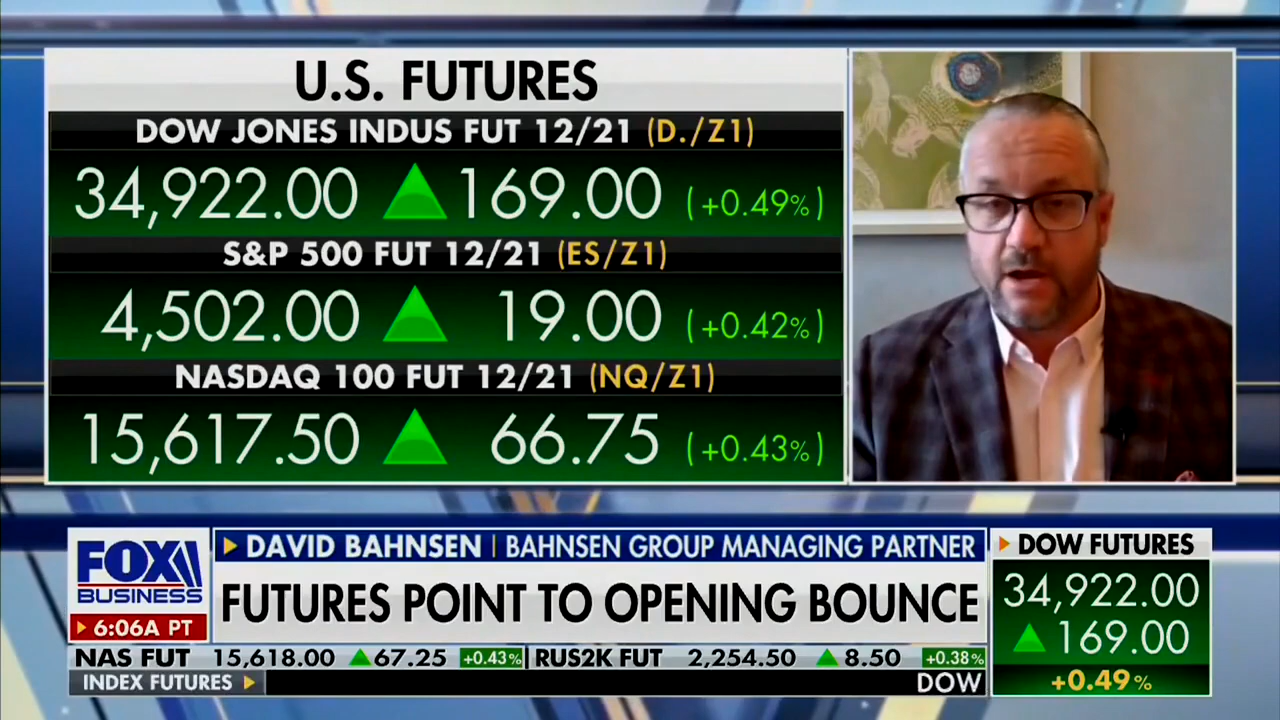 U.S. FUTURES
DOW JONES INDUS FUT 12/21 (D./Z1)
34,922.00 ▲ 169.00 (+0.49%)
S&P 500 FUT 12/21 (ES/Z1)
4,502.00 ▲ 19.00 (+0.42%)
NASDAQ 100 FUT 12/21 (NQ/Z1)
15,617.50 ▲ 66.75 (+0.43%)
FOX
BUSINESS
6:06A PT
DAVID BAHNSEN | BAHNSEN GROUP MANAGING PARTNER
FUTURES POINT TO OPENING BOUNCE
DOW FUTURES
34,922.00
▲ 169.00
+0.49%
NAS FUT 15,618.00 ▲ 67.25 +0.43% RUS2K FUT 2,254.50 ▲ 8.50 +0.38%
INDEX FUTURES DOW